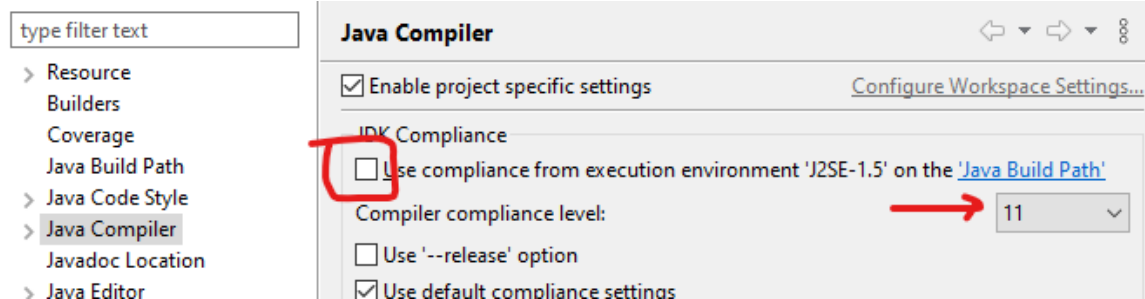 type filter text
Resource
Builders
Coverage
Java Build Path
Java Code Style
Java Compiler
Javadoc Location
Java Editor
Java Compiler
Enable project specific settings Configure Workspace Settings...
JDK Compliance
Use compliance from execution environment 'J2SE-1.5' on the 'Java Build Path'
Compiler compliance level: 11
Use '--release' option
Use default compliance settings